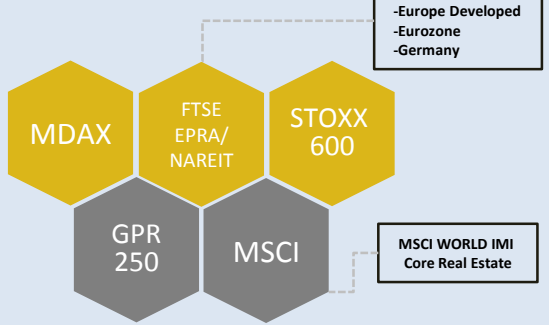 -Europe Developed
-Eurozone
-Germany
MDAX
FTSE
EPRA/
NAREIT
STOXX
600
GPR
250
MSCI
MSCI WORLD IMI
Core Real Estate